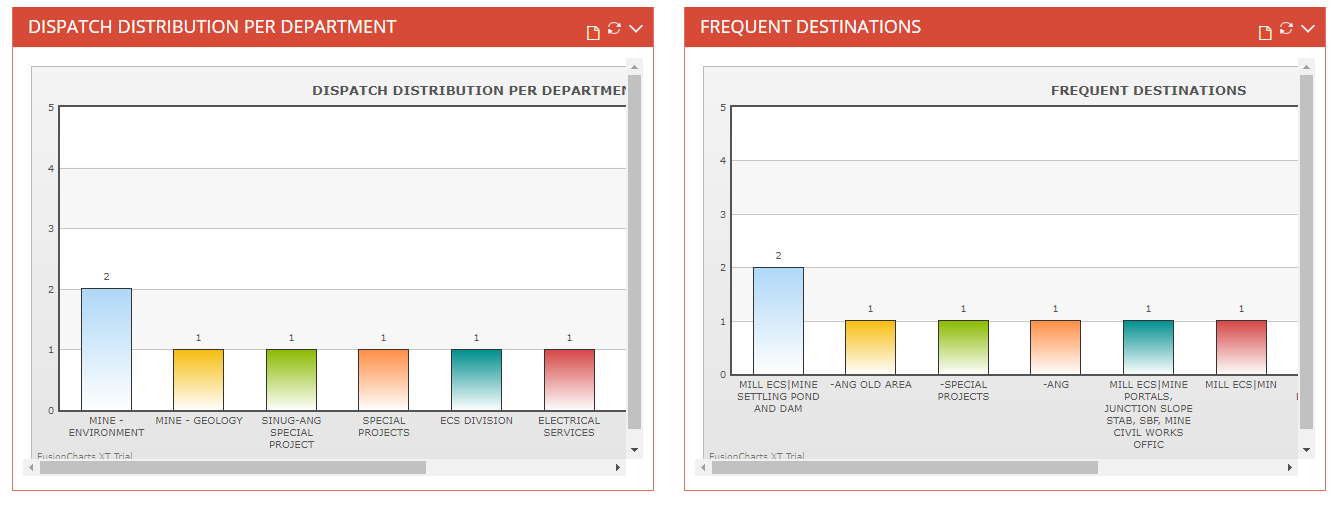 DISPATCH DISTRIBUTION PER DEPARTMENT
DISPATCH DISTRIBUTION PER DEPARTMEN
5
4
3
2
1
0
2
1
1
1
1
1
MINE -
ENVIRONMENT
MINE - GEOLOGY
SINUG-ANG
SPECIAL
PROJECT
SPECIAL
PROJECTS
ECS DIVISION
ELECTRICAL
SERVICES
FusionCharts XT Trial
FREQUENT DESTINATIONS
FREQUENT DESTINATIONS
5
4
3
2
1
0
2
1
1
1
1
1
MILL ECS|MINE
SETTLING POND
AND DAM
-ANG OLD AREA
-SPECIAL
PROJECTS
-ANG
MILL ECS|MINE
PORTALS,
JUNCTION SLOPE
STAB, SBF, MINE
CIVIL WORKS
OFFIC
MILL ECS|MIN
FusionCharts XT Trial